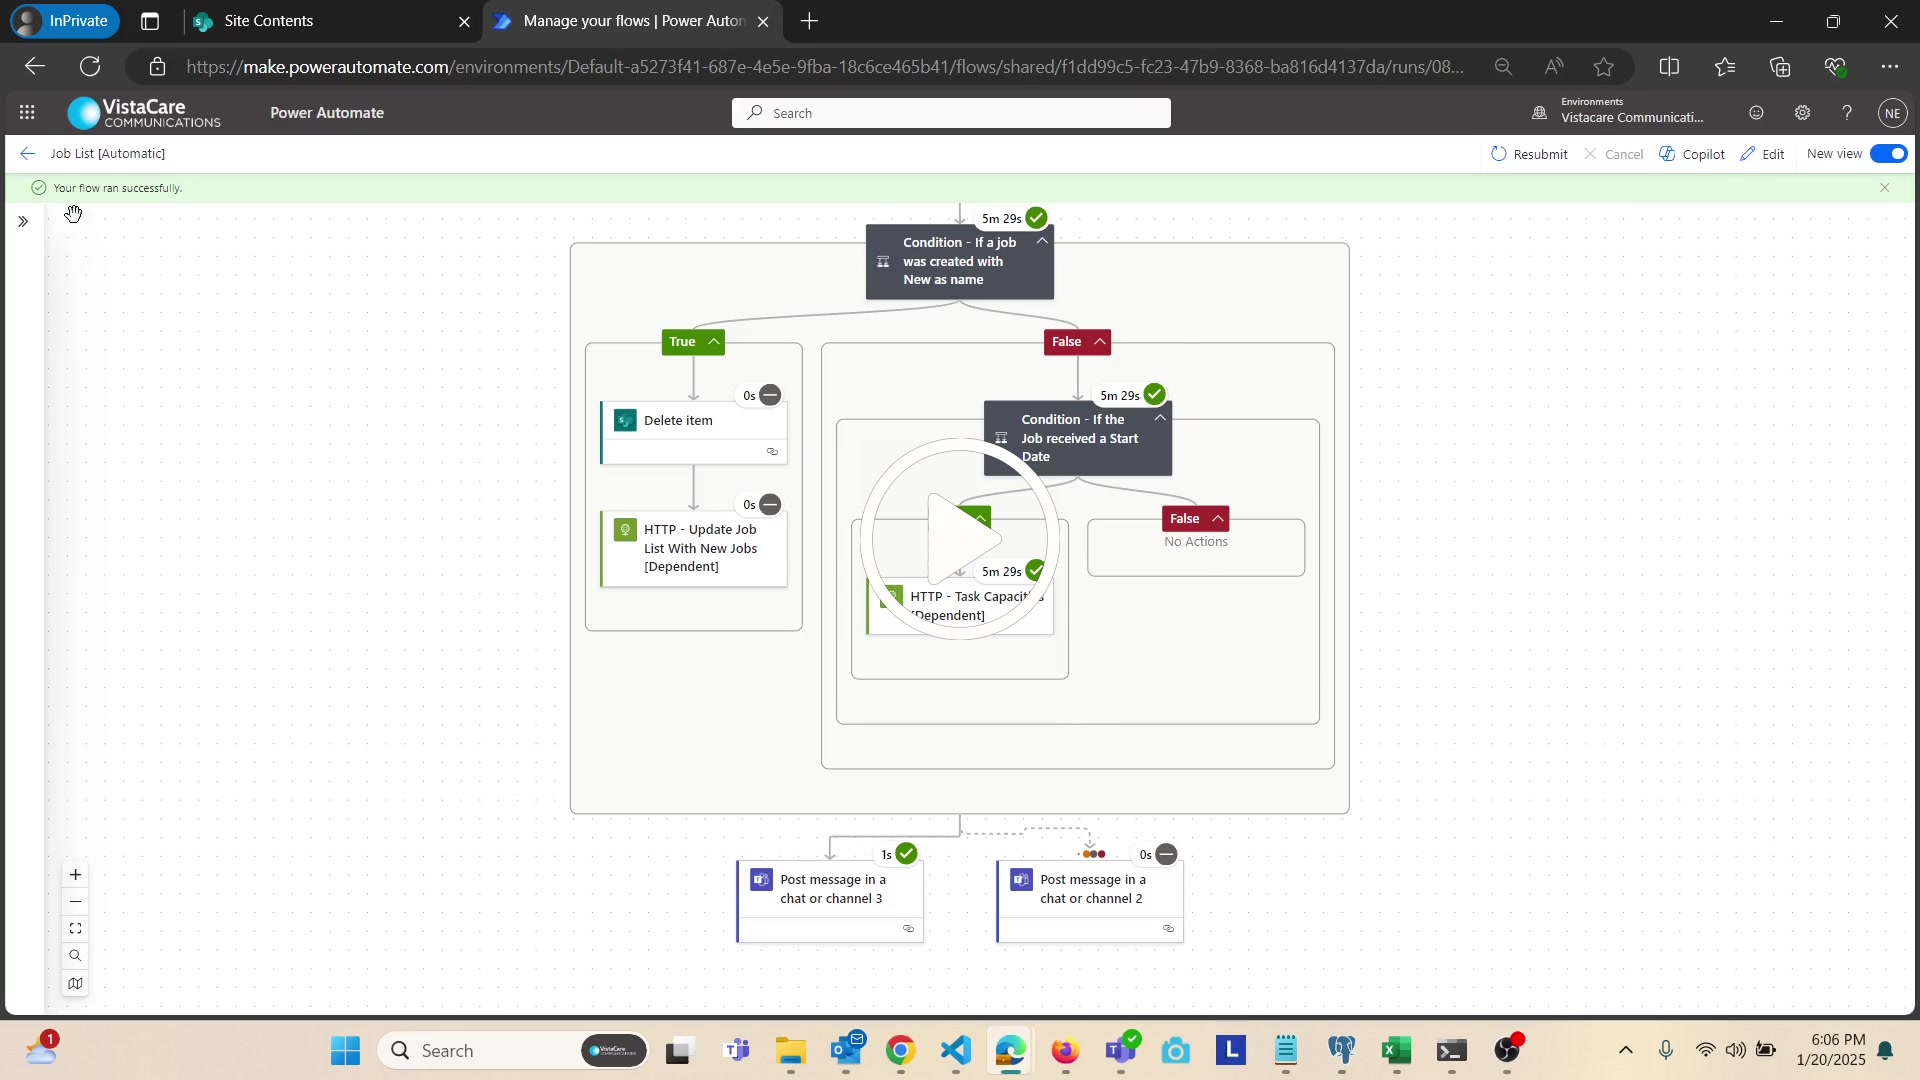 InPrivate
Site Contents
Manage your flows | Power Autom
https://make.powerautomate.com/environments/Default-a5273f41-687e-4e5e-9fba-18c6ce465b41/flows/shared/f1dd99c5-fc23-47b9-8368-ba816d4137da/runs/08...
VistaCare
COMMUNICATIONS
Power Automate
Search
Environments
Vistacare Communicati...
NE
Job List [Automatic]
Resubmit
Cancel
Copilot
Edit
New view
Your flow ran successfully.
5m 29s
Condition - If a job
was created with
New as name
True
False
0s
Delete item
5m 29s
Condition - If the
Job received a Start
Date
0s
HTTP - Update Job
List With New Jobs
[Dependent]
False
No Actions
5m 29s
HTTP - Task Capacities
[Dependent]
1s
Post message in a
chat or channel 3
0s
Post message in a
chat or channel 2
1
Search
VistaCare
L
6:06 PM
1/20/2025